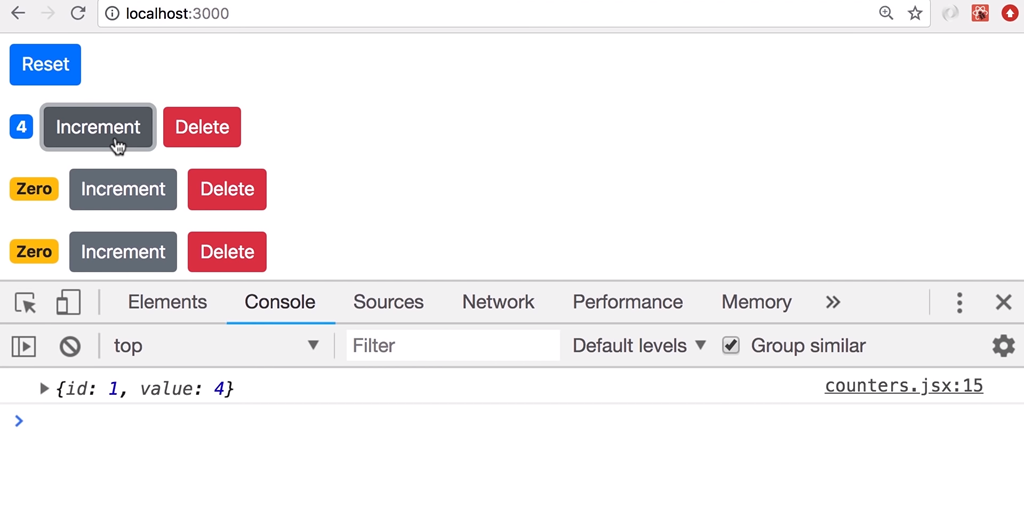 localhost:3000
Reset
4 Increment Delete
Zero Increment Delete
Zero Increment Delete
Elements Console Sources Network Performance Memory »
top Filter Default levels Group similar
{id: 1, value: 4} counters.jsx:15
>